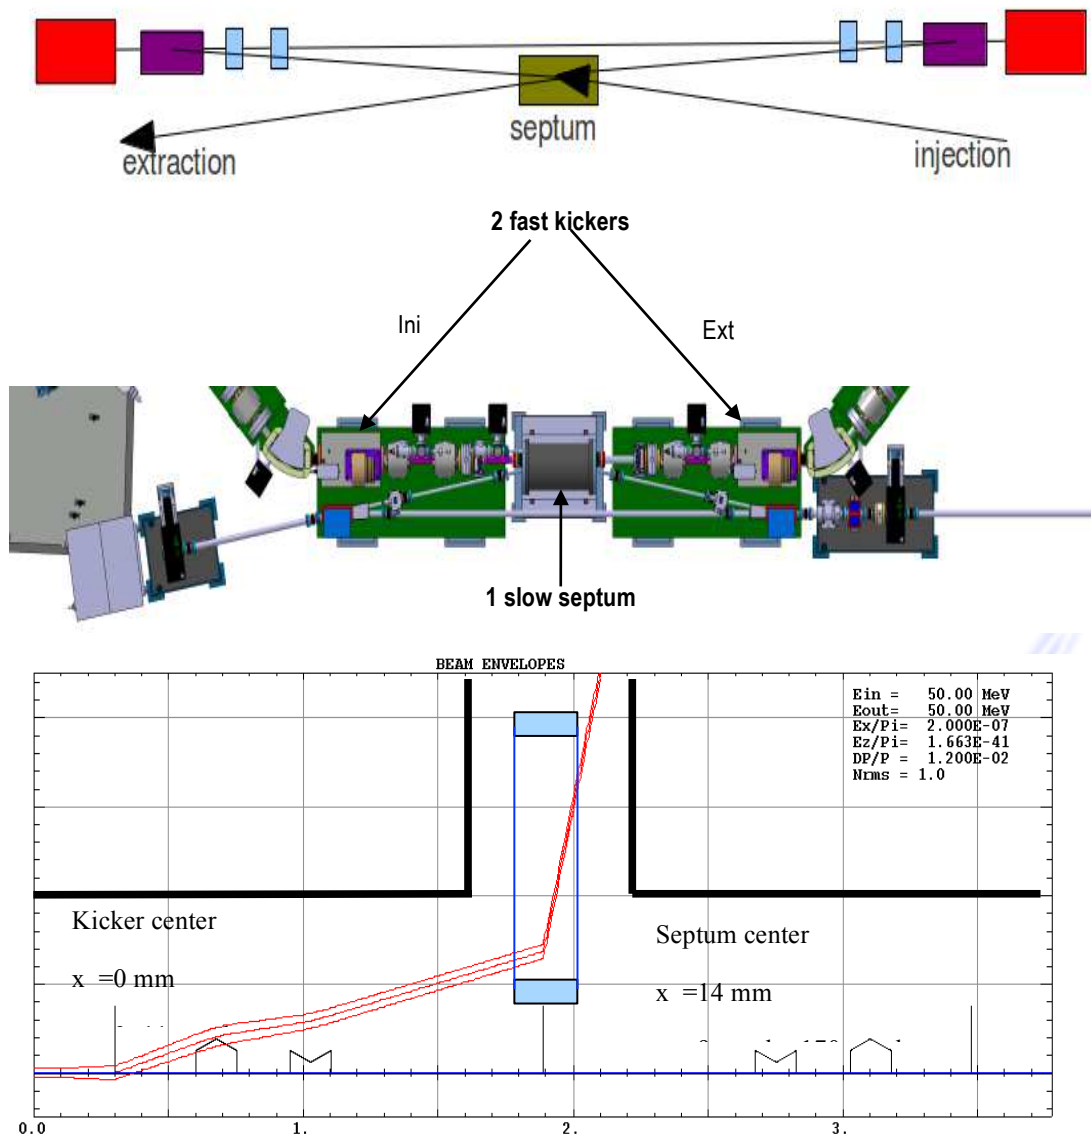 septum
extraction
injection
2 fast kickers
Ini
Ext
1 slow septum
BEAM ENVELOPES
Ein = 50.00 MeV
Eout= 50.00 MeV
Ex/Pi= 2.000E-07
Ez/Pi= 1.663E-41
DP/P = 1.200E-02
Nrms = 1.0
Kicker center
x =0 mm
Septum center
x =14 mm
0.0 1. 2. 3.